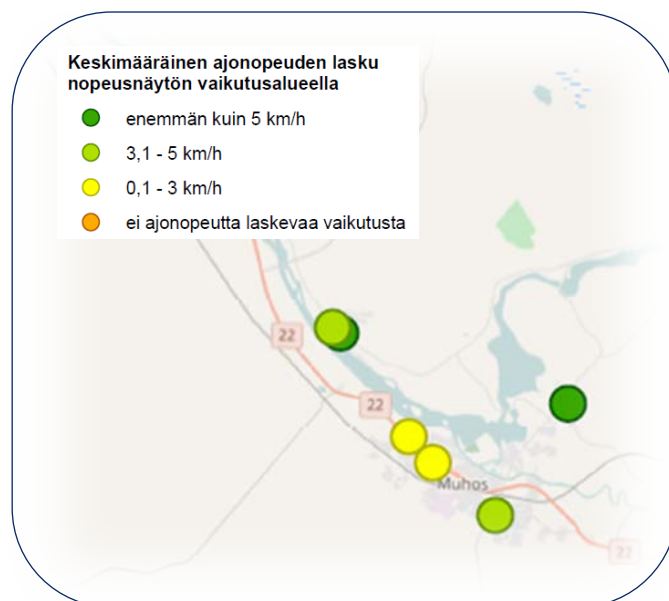 Keskimääräinen ajonopeuden lasku
nopeusnäytön vaikutusalueella
enemmän kuin 5 km/h
3,1 - 5 km/h
0,1 - 3 km/h
ei ajonopeutta laskevaa vaikutusta
22
22
Muhos
22